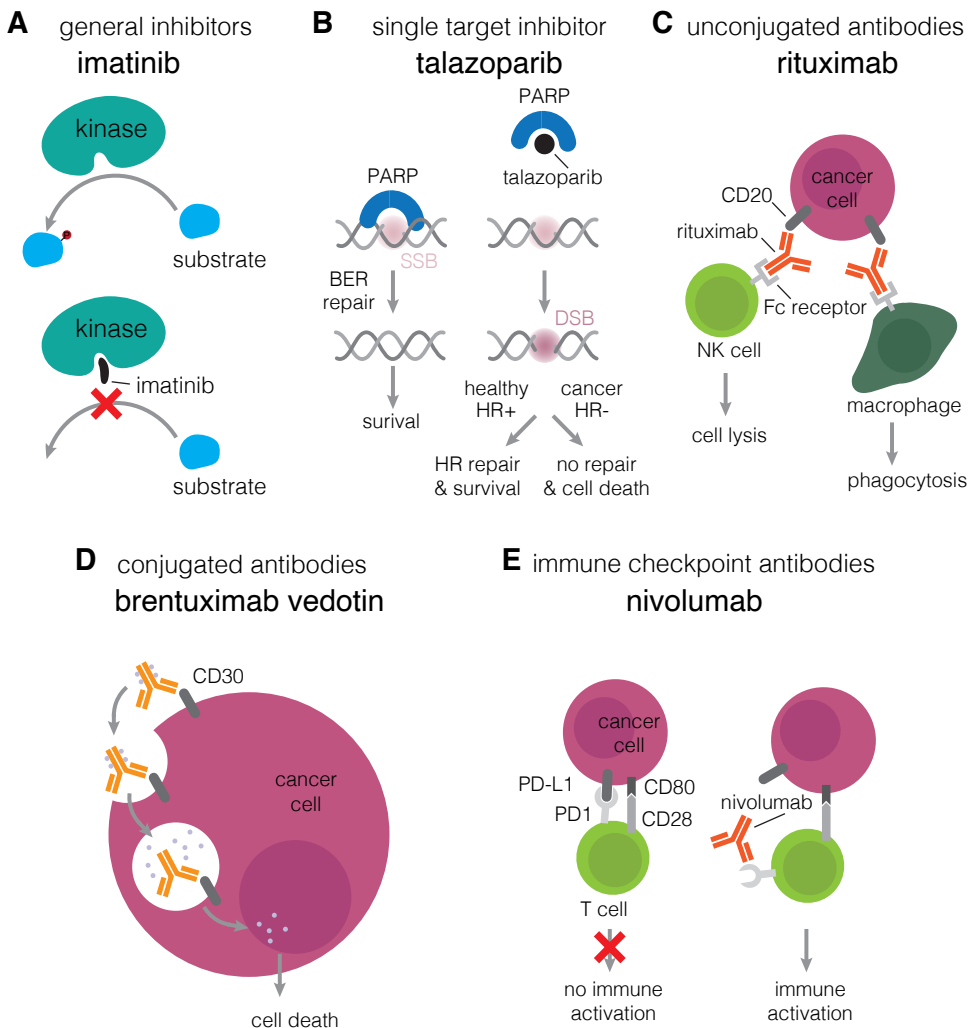 A general inhibitors
imatinib
kinase
P
substrate
kinase
imatinib
substrate
B single target inhibitor
talazoparib
PARP
talazoparib
PARP
SSB
BER
repair
surival
DSB
healthy
HR+
cancer
HR-
HR repair
& survival
no repair
& cell death
C unconjugated antibodies
rituximab
cancer
cell
CD20
rituximab
Fc receptor
NK cell
cell lysis
macrophage
phagocytosis
D conjugated antibodies
brentuximab vedotin
CD30
cancer
cell
cell death
E immune checkpoint antibodies
nivolumab
cancer
cell
PD-L1
CD80
PD1
CD28
nivolumab
T cell
no immune
activation
immune
activation